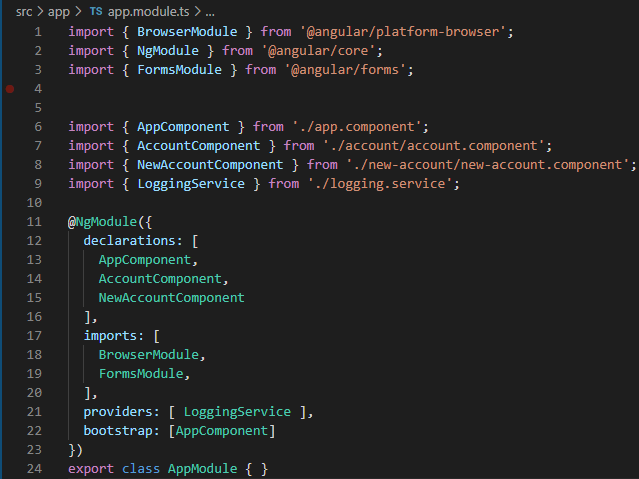 src > app > TS app.module.ts > ...
1 import { BrowserModule } from '@angular/platform-browser';
2 import { NgModule } from '@angular/core';
3 import { FormsModule } from '@angular/forms';
4
5
6 import { AppComponent } from './app.component';
7 import { AccountComponent } from './account/account.component';
8 import { NewAccountComponent } from './new-account/new-account.component';
9 import { LoggingService } from './logging.service';
10
11 @NgModule({
12   declarations: [
13     AppComponent,
14     AccountComponent,
15     NewAccountComponent
16   ],
17   imports: [
18     BrowserModule,
19     FormsModule,
20   ],
21   providers: [ LoggingService ],
22   bootstrap: [AppComponent]
23 })
24 export class AppModule { }